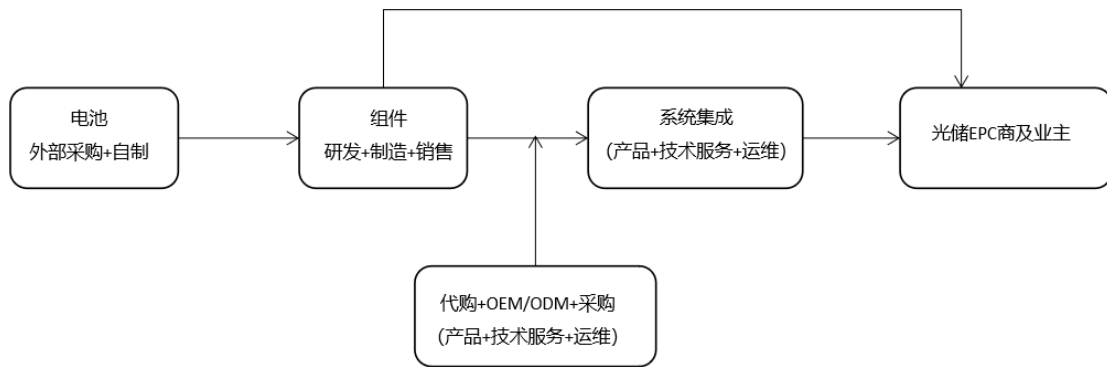 电池
外部采购+自制
组件
研发+制造+销售
系统集成
（产品+技术服务+运维）
光储EPC商及业主
代购+OEM/ODM+采购
（产品+技术服务+运维）